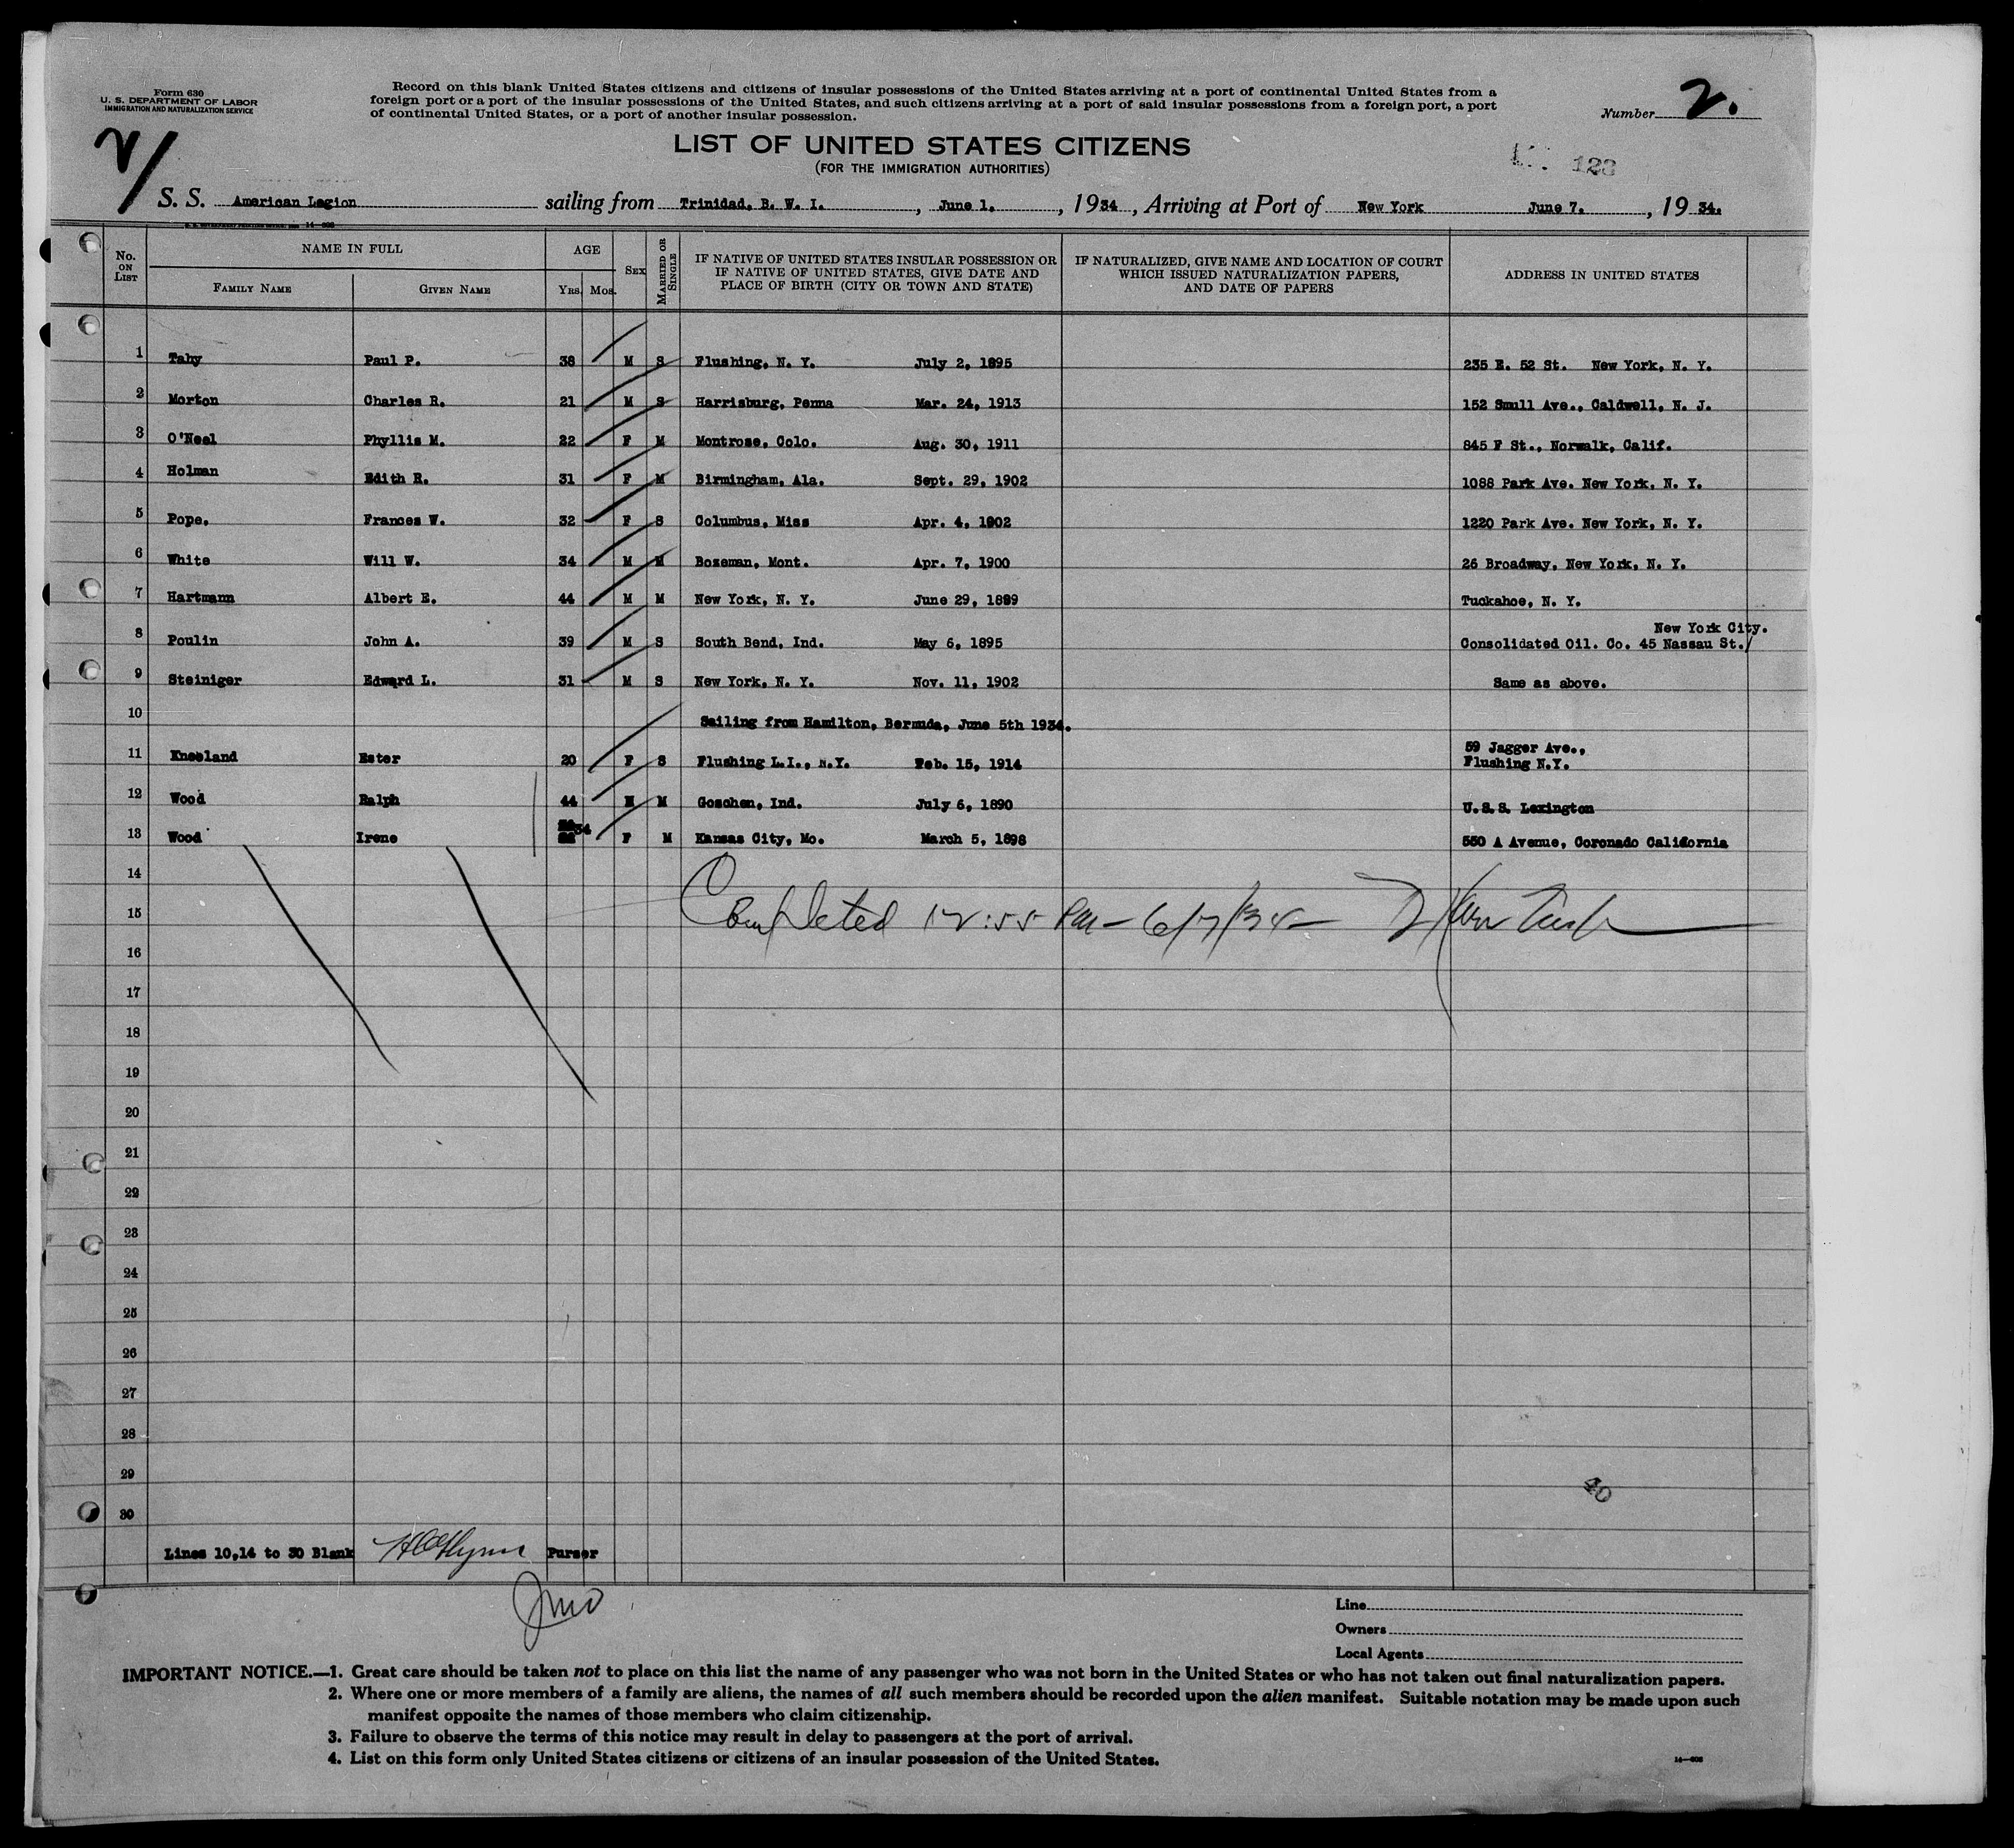 Form 630
U. S. DEPARTMENT OF LABOR
IMMIGRATION AND NATURALIZATION SERVICE
Record on this blank United States citizens and citizens of insular possessions of the United States arriving at a port of continental United States from a
foreign port or a port of the insular possessions of the United States, and such citizens arriving at a port of said insular possessions from a foreign port, a port
of continental United States, or a port of another insular possession.
Number 2.
LIST OF UNITED STATES CITIZENS
(FOR THE IMMIGRATION AUTHORITIES)
123
S. S. American Legion sailing from Trinidad, B. W. I. , June 1. , 1934 , Arriving at Port of New York June 7. , 19 34.
No. ON LIST NAME IN FULL AGE SEX MARRIED OR SINGLE IF NATIVE OF UNITED STATES INSULAR POSSESSION OR IF NATIVE OF UNITED STATES, GIVE DATE AND PLACE OF BIRTH (CITY OR TOWN AND STATE) IF NATURALIZED, GIVE NAME AND LOCATION OF COURT WHICH ISSUED NATURALIZATION PAPERS, AND DATE OF PAPERS ADDRESS IN UNITED STATES
FAMILY NAME GIVEN NAME YRS. MOS.
1 Tahy Paul P. 38 M S Flushing, N. Y. July 2, 1895 235 E. 52 St. New York, N. Y.
2 Morton Charles R. 21 M S Harrisburg, Penna Mar. 24, 1913 152 Smull Ave., Caldwell, N. J.
3 O'Neel Phyllis M. 22 F M Montrose, Colo. Aug. 30, 1911 845 F St., Norwalk, Calif.
4 Holman Edith R. 31 F M Birmingham, Ala. Sept. 29, 1902 1088 Park Ave. New York, N. Y.
5 Pope. Frances W. 32 F S Columbus, Miss Apr. 4, 1902 1220 Park Ave. New York, N. Y.
6 White Will W. 34 M M Bozeman, Mont. Apr. 7, 1900 26 Broadway, New York, N. Y.
7 Hartmann Albert E. 44 M M New York, N. Y. June 29, 1889 Tuckahoe, N. Y.
New York City.
8 Poulin John A. 39 M S South Bend, Ind. May 6, 1895 Consolidated Oil. Co. 45 Nassau St./
9 Steiniger Edward L. 31 M S New York, N. Y. Nov. 11, 1902 Same as above.
10 Sailing from Hamilton, Bermuda, June 5th 1934.
11 Kneeland Ester 20 F S Flushing L.I., N.Y. Feb. 15, 1914 59 Jagger Ave.,
Flushing N.Y.
12 Wood Ralph 44 M M Goschen, Ind. July 6, 1890 U.S.S. Lexington
13 Wood Irene 34 F M Kansas City, Mo. March 5, 1898 550 A Avenue, Coronado California
14
15 Completed 12:55 PM - 6/7/34
16
17
18
19
20
21
22
23
24
25
26
27
28
29
40
30
Lines 10,14 to 30 Blank Purser
Line
Owners
Local Agents
IMPORTANT NOTICE.—1. Great care should be taken not to place on this list the name of any passenger who was not born in the United States or who has not taken out final naturalization papers.
2. Where one or more members of a family are aliens, the names of all such members should be recorded upon the alien manifest. Suitable notation may be made upon such
manifest opposite the names of those members who claim citizenship.
3. Failure to observe the terms of this notice may result in delay to passengers at the port of arrival.
4. List on this form only United States citizens or citizens of an insular possession of the United States.